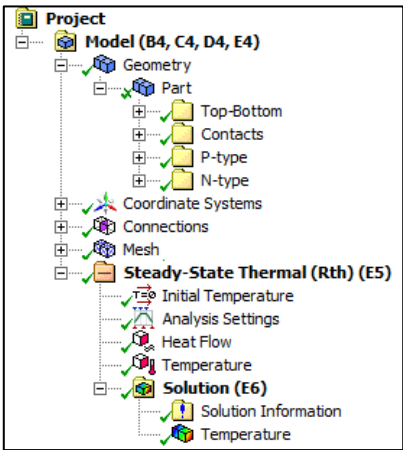 Project
Model (B4, C4, D4, E4)
Geometry
Part
Top-Bottom
Contacts
P-type
N-type
Coordinate Systems
Connections
Mesh
Steady-State Thermal (Rth) (E5)
Initial Temperature
Analysis Settings
Heat Flow
Temperature
Solution (E6)
Solution Information
Temperature